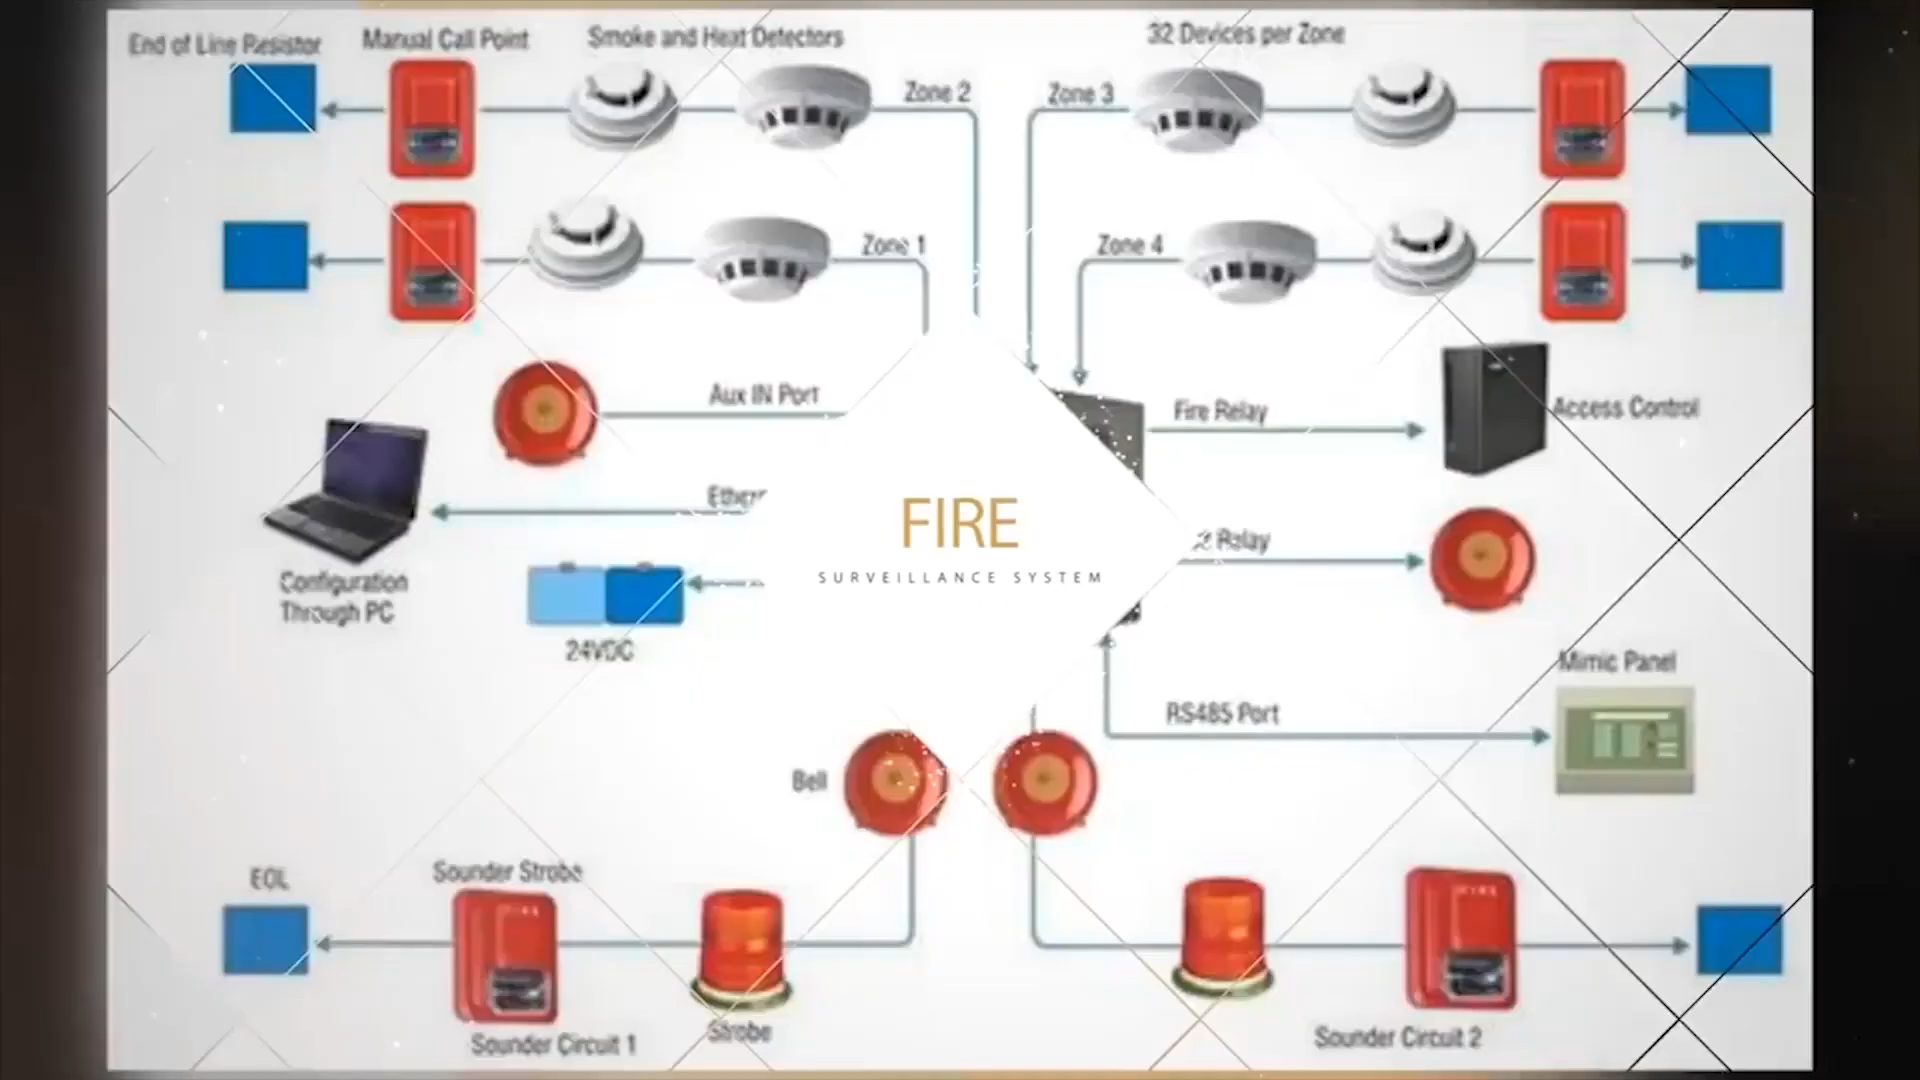 End of Line Resistor
Manual Call Point
Smoke and Heat Detectors
32 Devices per Zone
Zone 2
Zone 3
Zone 1
Zone 4
Aux IN Port
Fire Relay
Access Control
FIRE
SURVEILLANCE SYSTEM
Relay
Configuration
Through PC
24VDC
Mimic Panel
RS485 Port
Bell
EOL
Sounder Strobe
FIRE
Strobe
Sounder Circuit 1
Sounder Circuit 2